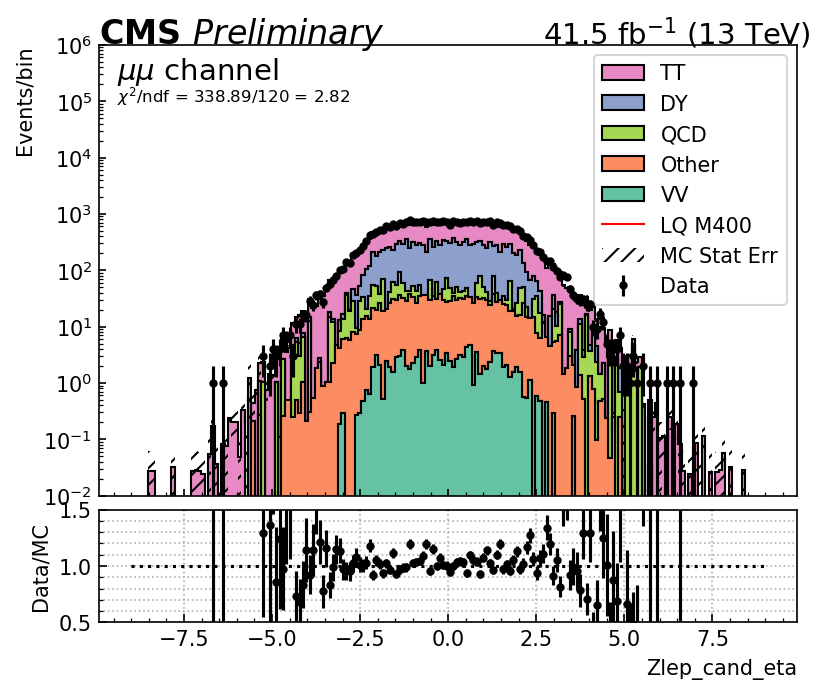 CMS Preliminary 41.5 fb⁻¹ (13 TeV)
μμ channel
χ²/ndf = 338.89/120 = 2.82
Events/bin
10⁶
10⁵
10⁴
10³
10²
10¹
10⁰
10⁻¹
10⁻²
TT
DY
QCD
Other
VV
LQ M400
MC Stat Err
Data
Data/MC
1.5
1.0
0.5
−7.5 −5.0 −2.5 0.0 2.5 5.0 7.5
Zlep_cand_eta